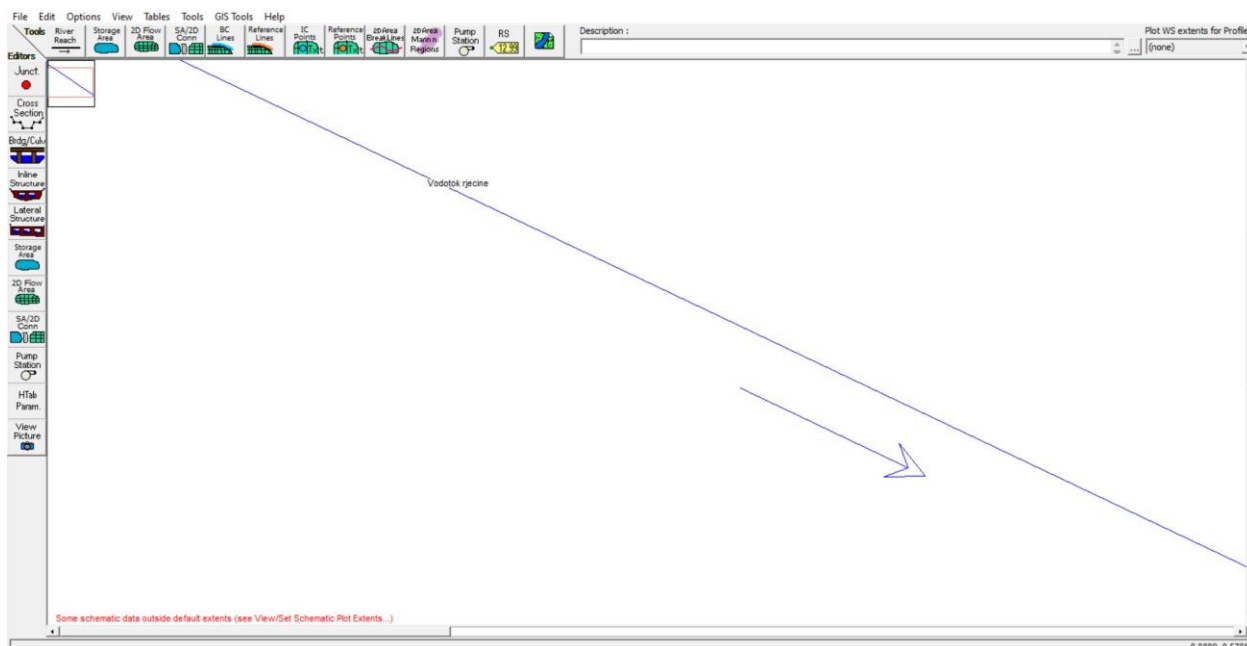 File Edit Options View Tables Tools GIS Tools Help
Tools
River Reach
Storage Area
2D Flow Area
SA/2D Conn
BC Lines
Reference Lines
IC Points
Reference Points
2D Area BreakLines
2D Area Mann n Regions
Pump Station
RS
12.99
Description :
...
Plot WS extents for Profile
(none)
Editors
Junct.
Cross Section
Brdg/Culv
Inline Structure
Lateral Structure
Storage Area
2D Flow Area
SA/2D Conn
Pump Station
HTab Param.
View Picture
Vodotok rjecine
Some schematic data outside default extents (see View/Set Schematic Plot Extents...)